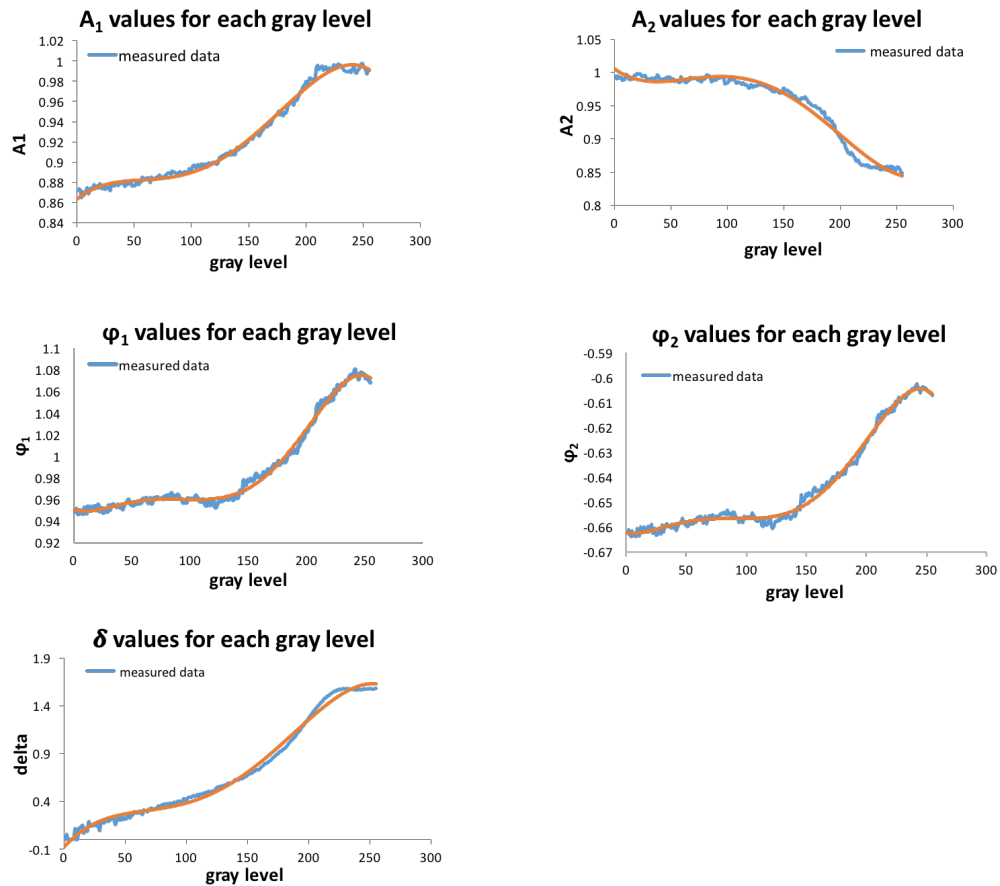 A₁ values for each gray level
measured data
1.02
1
0.98
0.96
0.94
0.92
0.9
0.88
0.86
0.84
A1
0 50 100 150 200 250 300
gray level
A₂ values for each gray level
measured data
1.05
1
0.95
0.9
0.85
0.8
A2
0 50 100 150 200 250 300
gray level
φ₁ values for each gray level
measured data
1.1
1.08
1.06
1.04
1.02
1
0.98
0.96
0.94
0.92
φ₁
0 50 100 150 200 250 300
gray level
φ₂ values for each gray level
measured data
-0.59
-0.6
-0.61
-0.62
-0.63
-0.64
-0.65
-0.66
-0.67
φ₂
0 50 100 150 200 250 300
gray level
δ values for each gray level
measured data
1.9
1.4
0.9
0.4
-0.1
delta
0 50 100 150 200 250 300
gray level